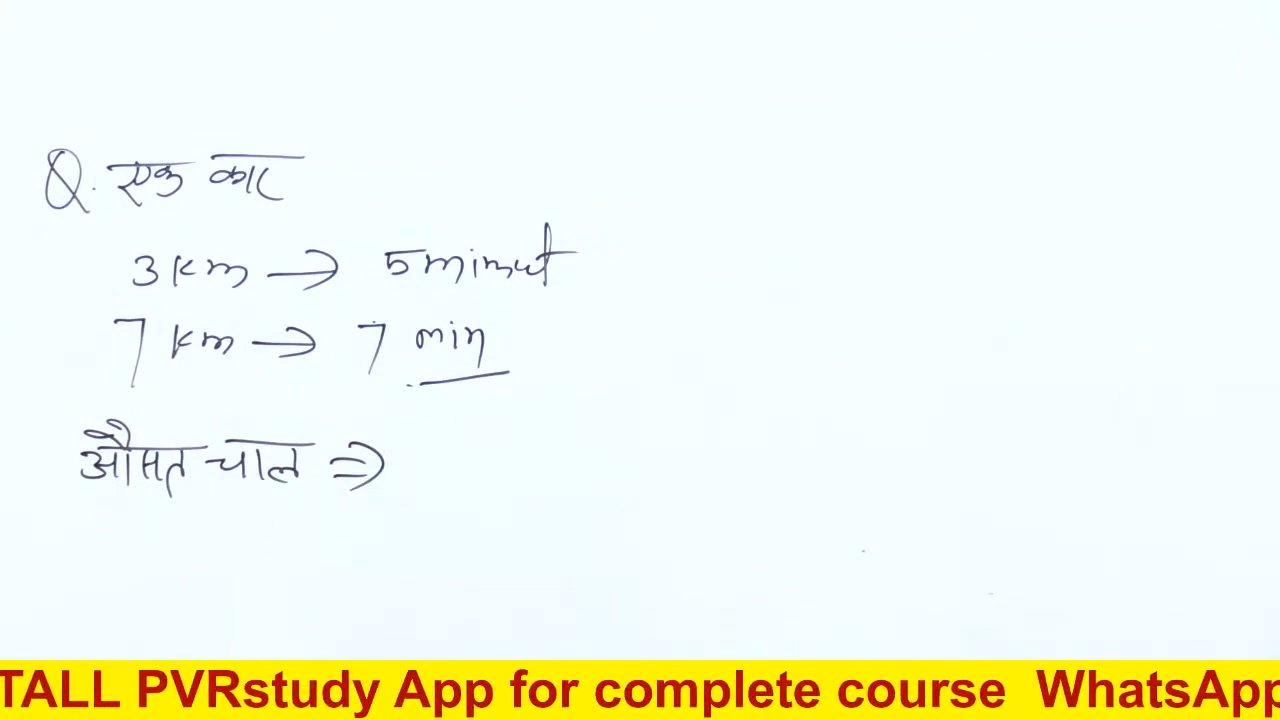 Q. एक कार
3 km → 5 minut
7 km → 7 min
औसत चाल ⇒
TALL PVRstudy App for complete course WhatsApp